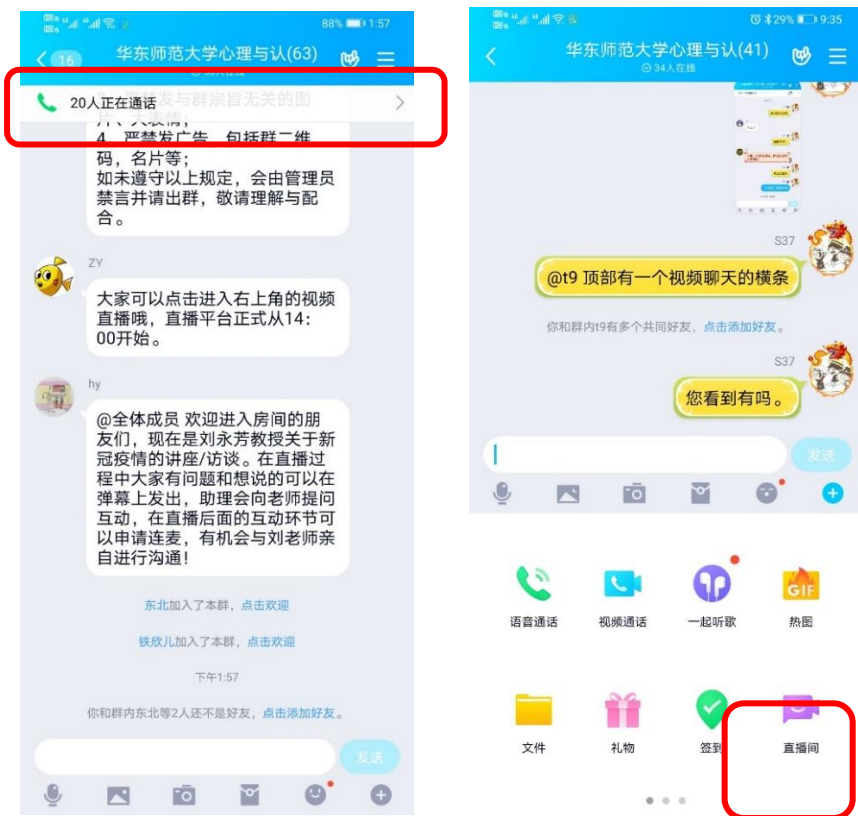 88% 1:57
16
华东师范大学心理与认(63)
20人正在通话
片、大表情；
4、严禁发广告，包括群二维
码，名片等；
如未遵守以上规定，会由管理员
禁言并请出群，敬请理解与配
合。
ZY
大家可以点击进入右上角的视频
直播哦，直播平台正式从14：
00开始。
hy
@全体成员 欢迎进入房间的朋
友们，现在是刘永芳教授关于新
冠疫情的讲座/访谈。在直播过
程中大家有问题和想说的可以在
弹幕上发出，助理会向老师提问
互动，在直播后面的互动环节可
以申请连麦，有机会与刘老师亲
自进行沟通！
东北加入了本群，点击欢迎
铁欣儿加入了本群，点击欢迎
下午1:57
你和群内东北等2人还不是好友，点击添加好友。
发送
29% 9:35
华东师范大学心理与认(41)
34人在线
S37
@t9 顶部有一个视频聊天的横条
你和群内t9有多个共同好友，点击添加好友。
S37
您看到有吗。
发送
GIF
语音通话
视频通话
一起听歌
热图
文件
礼物
签到
直播间